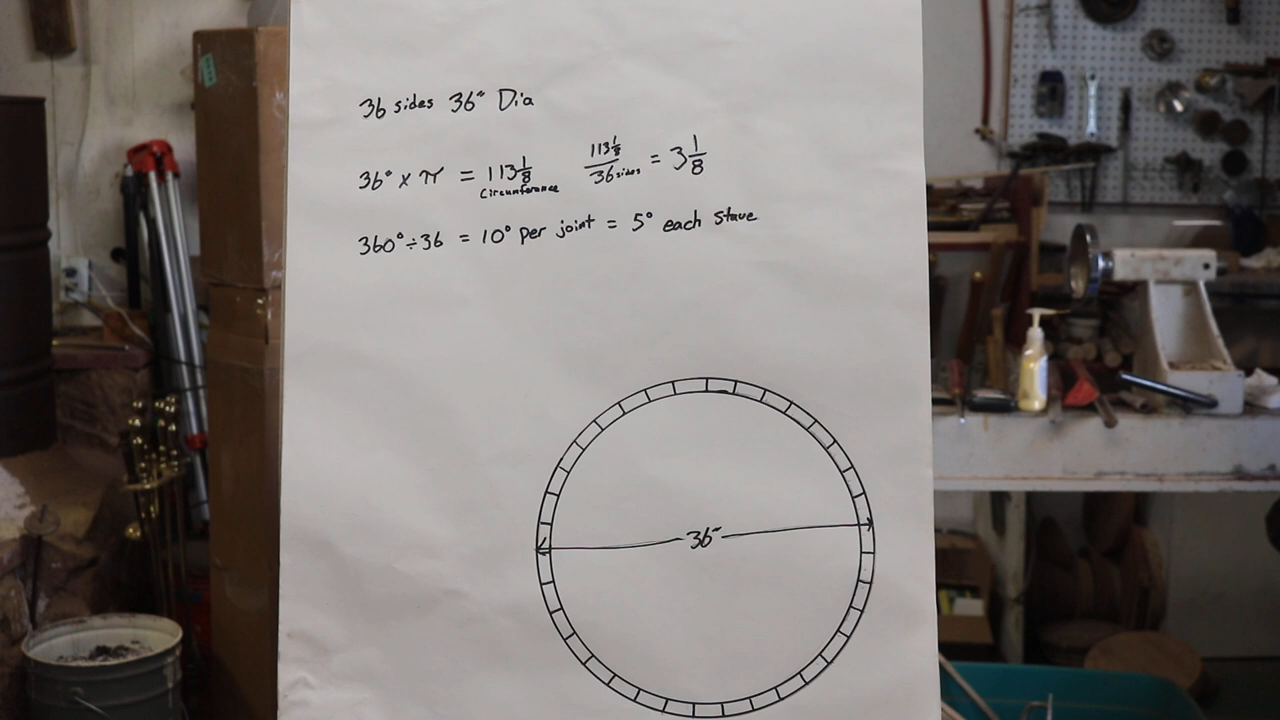 36 sides 36" Dia
36" x π = 113 1/8 113 1/8 / 36 sides = 3 1/8
Circumference
360° ÷ 36 = 10° per joint = 5° each stave
36"